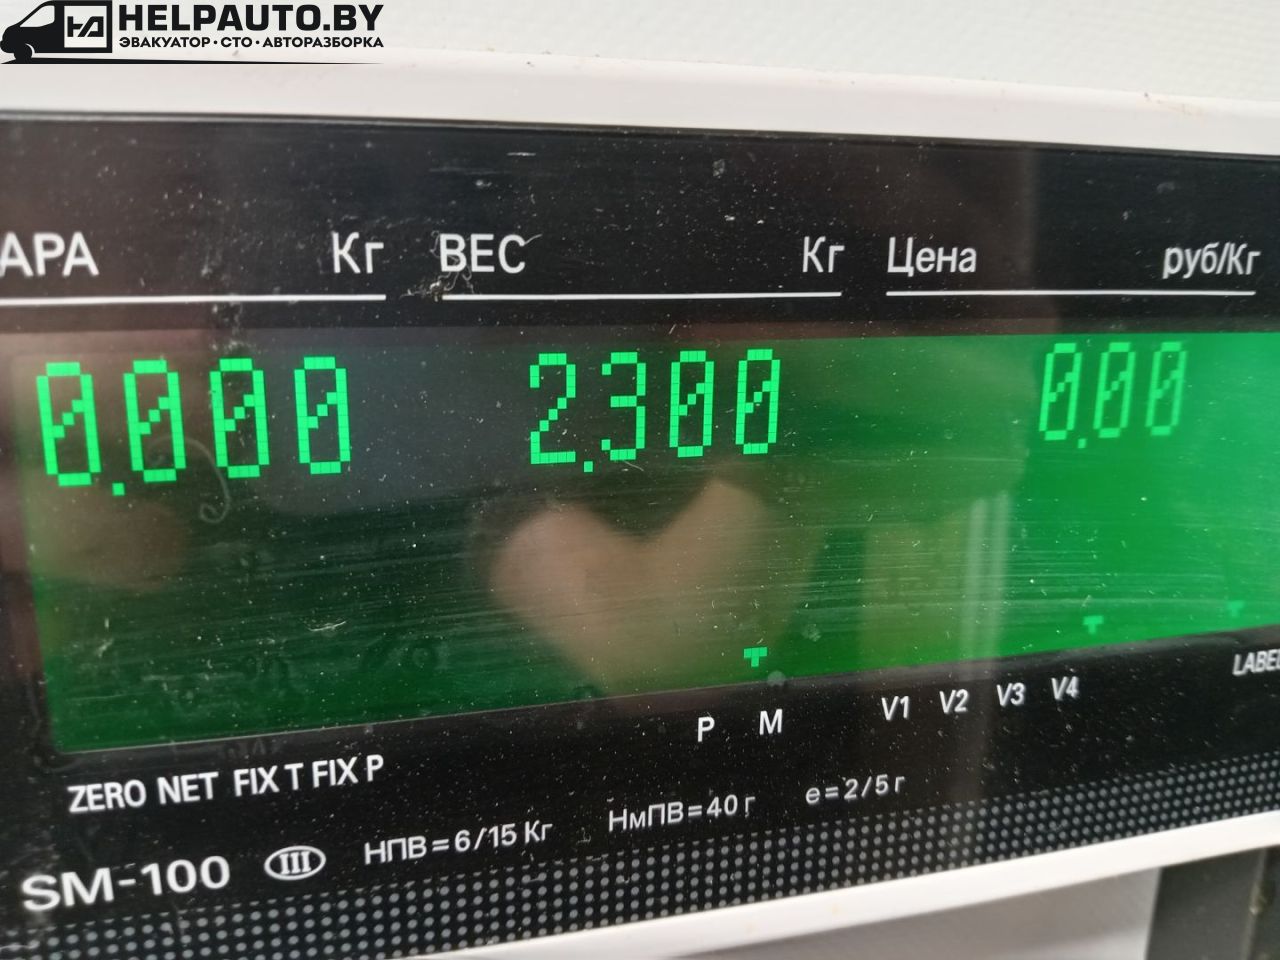 HELPAUTO.BY
ЭВАКУАТОР·СТО·АВТОРАЗБОРКА
АРА Кг ВЕС Кг Цена руб/Кг
0.000 2.300 0.00
P M V1 V2 V3 V4 LABEL
ZERO NET FIX T FIX P
SM-100 III НПВ=6/15 Кг НмПВ=40 г e=2/5 г